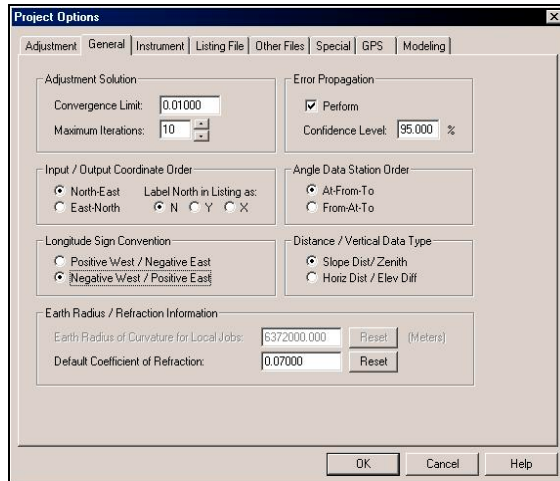 Project Options
Adjustment General Instrument Listing File Other Files Special GPS Modeling
Adjustment Solution
Convergence Limit: 0.01000
Maximum Iterations: 10
Error Propagation
Perform
Confidence Level: 95.000 %
Input / Output Coordinate Order
North-East Label North in Listing as:
East-North N Y X
Angle Data Station Order
At-From-To
From-At-To
Longitude Sign Convention
Positive West / Negative East
Negative West / Positive East
Distance / Vertical Data Type
Slope Dist/ Zenith
Horiz Dist / Elev Diff
Earth Radius / Refraction Information
Earth Radius of Curvature for Local Jobs: 6372000.000 Reset (Meters)
Default Coefficient of Refraction: 0.07000 Reset
OK Cancel Help